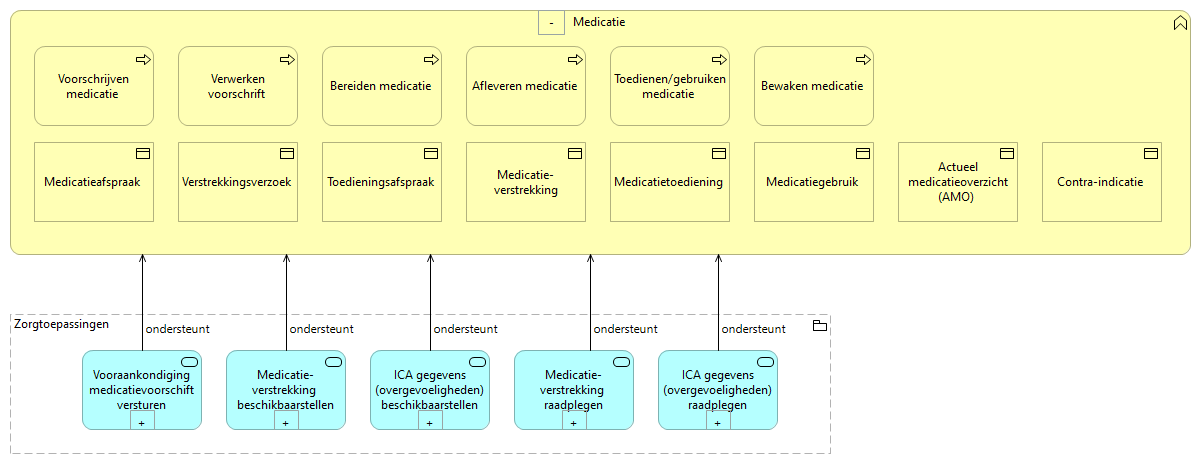 - Medicatie
Voorschrijven
medicatie
Verwerken
voorschrift
Bereiden medicatie
Afleveren medicatie
Toedienen/gebruiken
medicatie
Bewaken medicatie
Medicatieafspraak
Verstrekkingsverzoek
Toedieningsafspraak
Medicatie-
verstrekking
Medicatietoediening
Medicatiegebruik
Actueel
medicatieoverzicht
(AMO)
Contra-indicatie
Zorgtoepassingen
ondersteunt
ondersteunt
ondersteunt
ondersteunt
ondersteunt
Vooraankondiging
medicatievoorschift
versturen
+
Medicatie-
verstrekking
beschikbaarstellen
+
ICA gegevens
(overgevoeligheden)
beschikbaarstellen
+
Medicatie-
verstrekking
raadplegen
+
ICA gegevens
(overgevoeligheden)
raadplegen
+